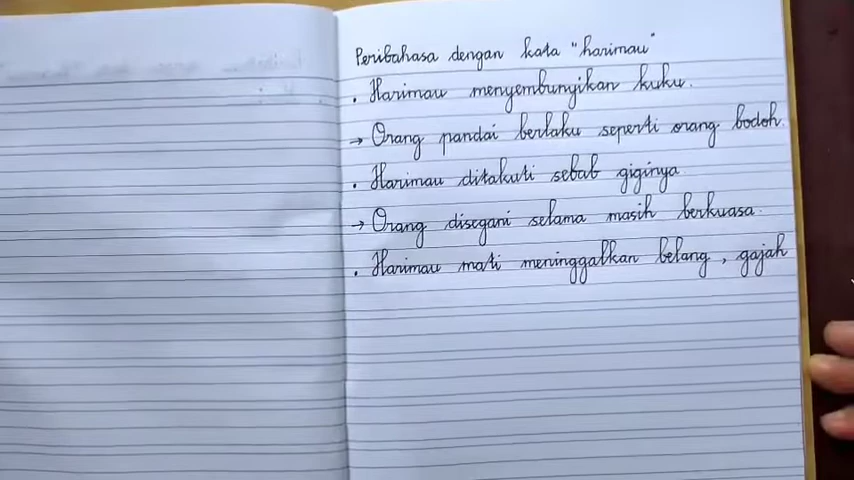 Peribahasa dengan kata "harimau"
• Harimau menyembunyikan kuku.
→ Orang pandai berlaku seperti orang bodoh.
• Harimau ditakuti sebab giginya
→ Orang disegani selama masih berkuasa.
• Harimau mati meninggalkan belang, gajah